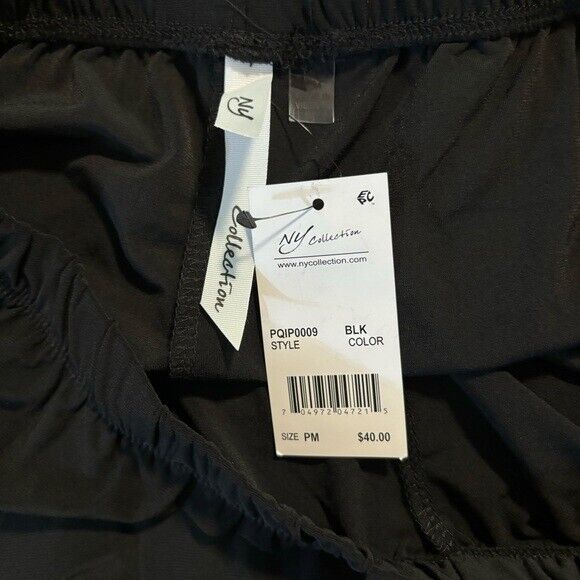 NY
Collection
NY Collection
www.nycollection.com
PQIP0009 BLK
STYLE COLOR
7 04972 04721 5
SIZE PM $40.00